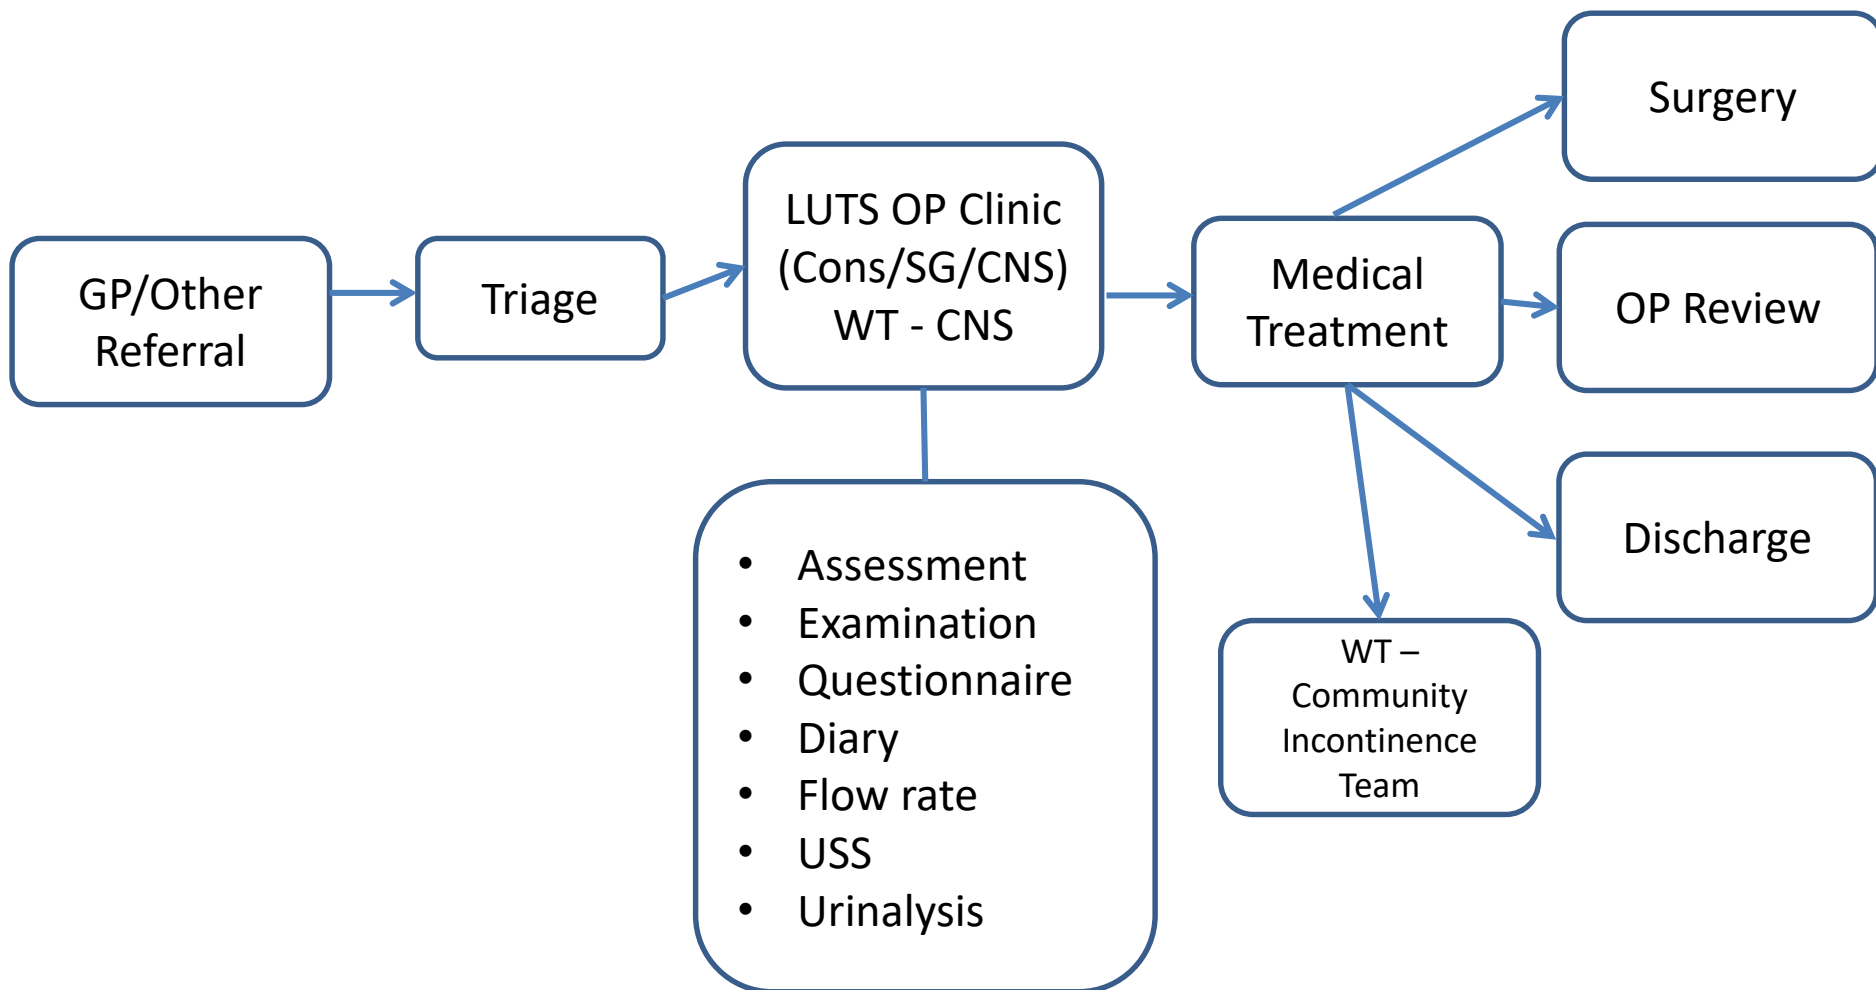 GP/Other
Referral
Triage
LUTS OP Clinic
(Cons/SG/CNS)
WT - CNS
• Assessment
• Examination
• Questionnaire
• Diary
• Flow rate
• USS
• Urinalysis
Medical
Treatment
Surgery
OP Review
Discharge
WT –
Community
Incontinence
Team